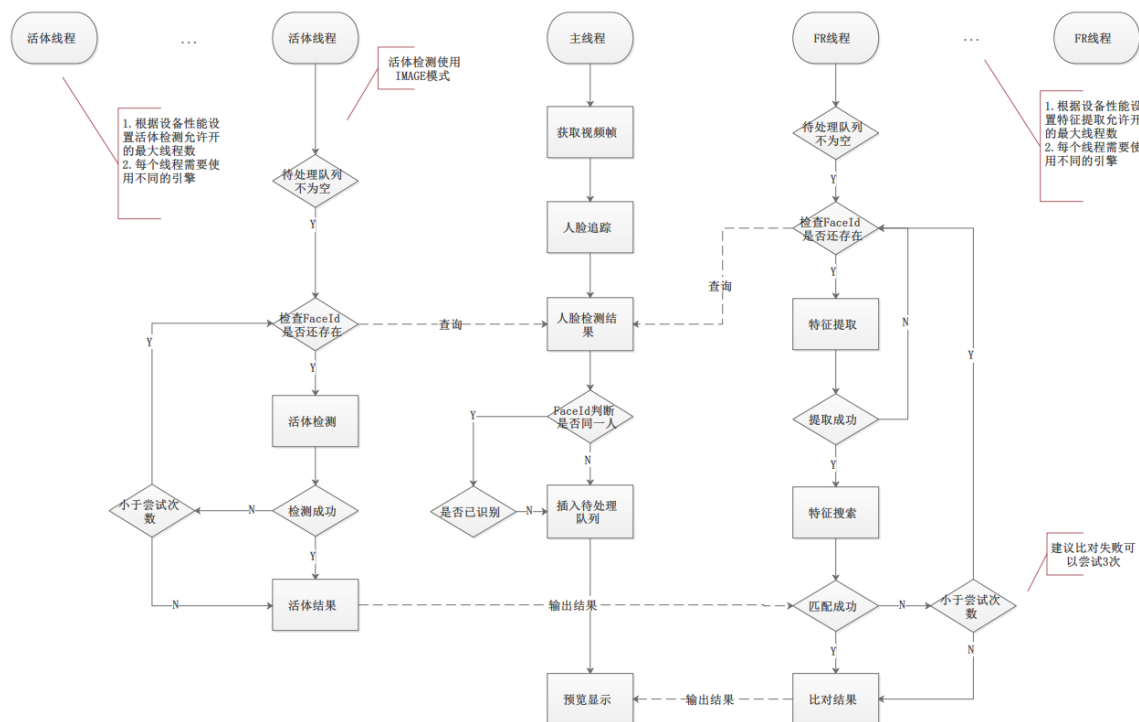 活体线程
...
活体线程
主线程
FR线程
...
FR线程
活体检测使用
IMAGE模式
1.根据设备性能设
置活体检测允许开
的最大线程数
2.每个线程需要使
用不同的引擎
1.根据设备性能设
置特征提取允许开
的最大线程数
2.每个线程需要使
用不同的引擎
获取视频帧
待处理队列
不为空
待处理队列
不为空
Y
Y
人脸追踪
检查FaceId
是否还存在
Y
查询
检查FaceId
是否还存在
查询
人脸检测结
果
特征提取
N
Y
Y
Y
活体检测
Y
FaceId判断
是否同一人
提取成功
N
Y
小于尝试次
数
N
检测成功
是否已识别
N
插入待处理
队列
特征搜索
Y
建议比对失败可
以尝试3次
N
活体结果
输出结果
匹配成功
N
小于尝试次
数
Y
N
预览显示
输出结果
比对结果